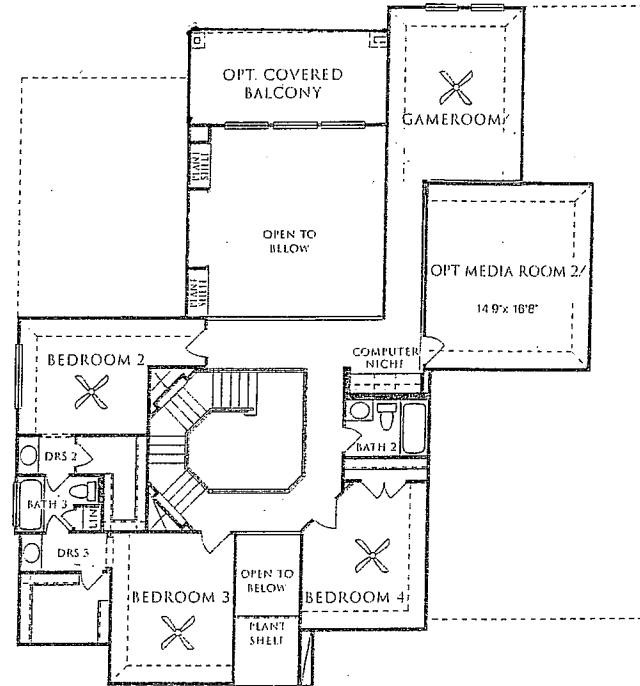 OPT. COVERED
BALCONY
GAMEROOM/
PLANT
SHELF
OPEN TO
BELOW
OPT MEDIA ROOM 2/
14'9"x 16'8"
PLANT
SHELF
COMPUTER
NICHE
BEDROOM 2
BATH 2
DRS 2
BATH 3
LIN
DRS 3
OPEN TO
BELOW
BEDROOM 3
BEDROOM 4
PLANT
SHELF